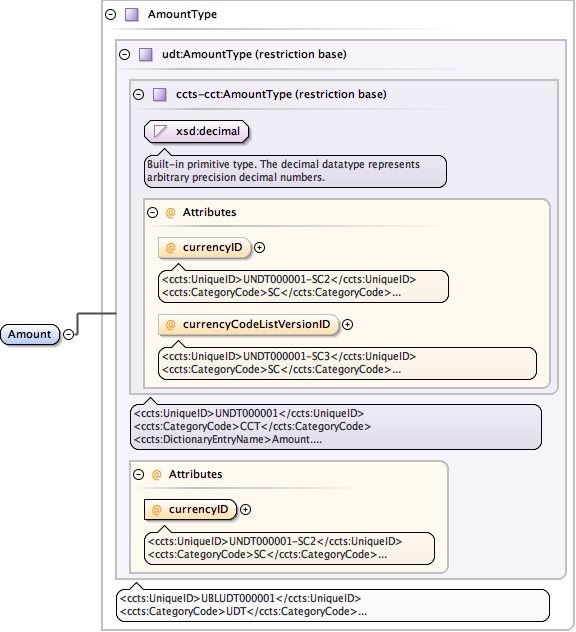 AmountType
udt:AmountType (restriction base)
ccts-cct:AmountType (restriction base)
xsd:decimal
Built-in primitive type. The decimal datatype represents
arbitrary precision decimal numbers.
@ Attributes
@ currencyID
<ccts:UniqueID>UNDT000001-SC2</ccts:UniqueID>
<ccts:CategoryCode>SC</ccts:CategoryCode>...
@ currencyCodeListVersionID
<ccts:UniqueID>UNDT000001-SC3</ccts:UniqueID>
<ccts:CategoryCode>SC</ccts:CategoryCode>...
Amount
<ccts:UniqueID>UNDT000001</ccts:UniqueID>
<ccts:CategoryCode>CCT</ccts:CategoryCode>
<ccts:DictionaryEntryName>Amount....
@ Attributes
@ currencyID
<ccts:UniqueID>UNDT000001-SC2</ccts:UniqueID>
<ccts:CategoryCode>SC</ccts:CategoryCode>...
<ccts:UniqueID>UBLUDT000001</ccts:UniqueID>
<ccts:CategoryCode>UDT</ccts:CategoryCode>...